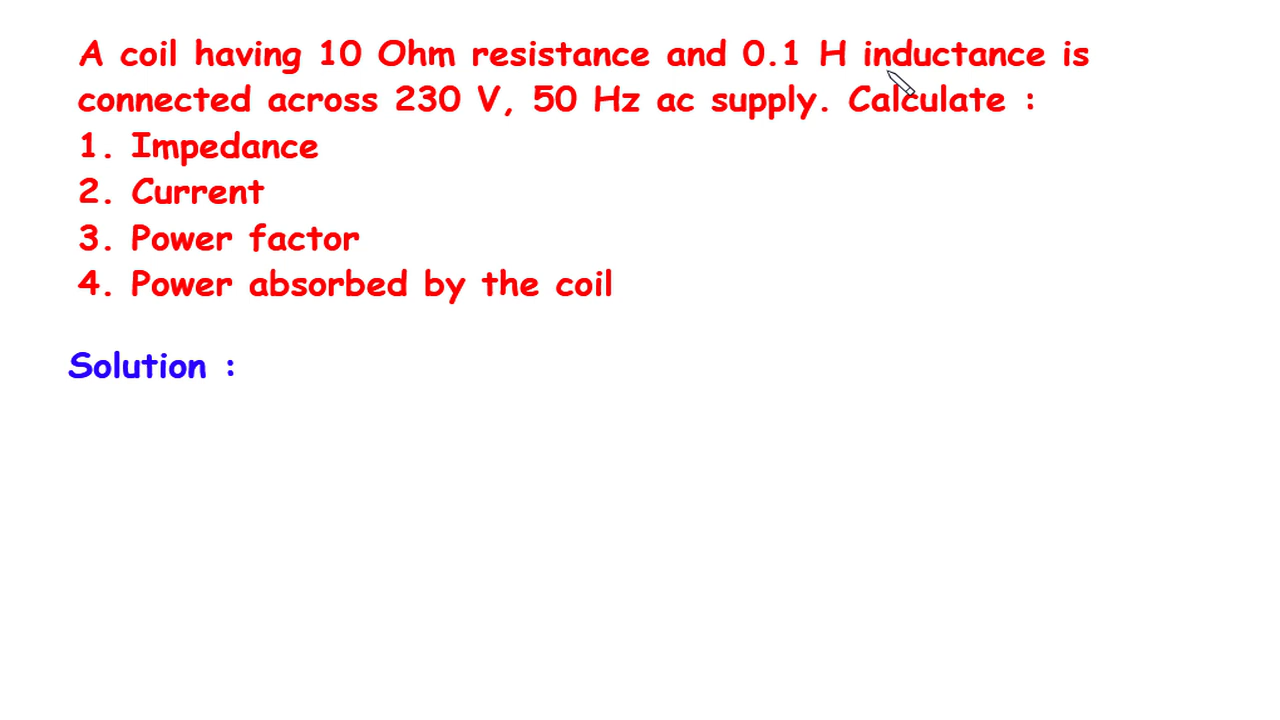 A coil having 10 Ohm resistance and 0.1 H inductance is
connected across 230 V, 50 Hz ac supply. Calculate :
1. Impedance
2. Current
3. Power factor
4. Power absorbed by the coil
Solution :